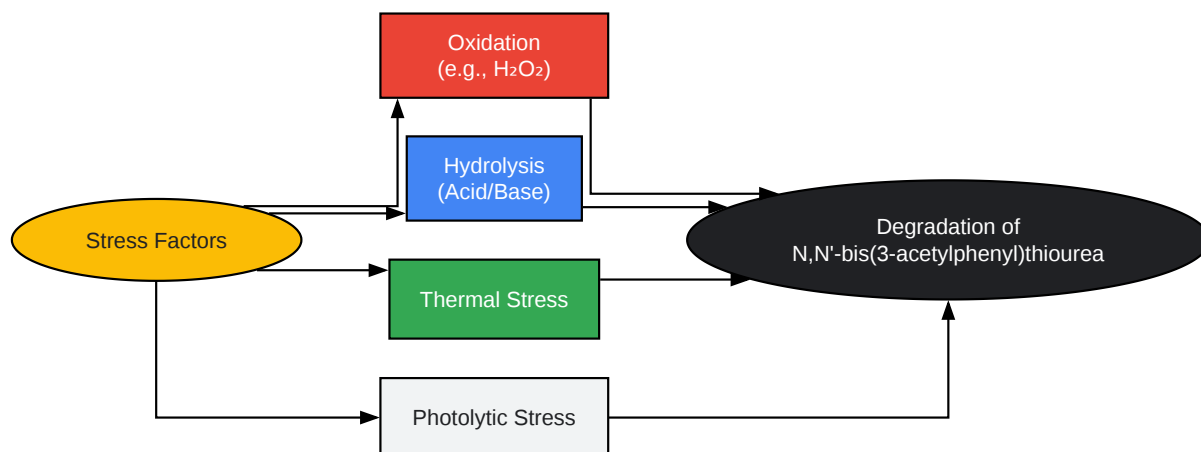 Oxidation
(e.g., H₂O₂)
Hydrolysis
(Acid/Base)
Stress Factors
Degradation of
N,N'-bis(3-acetylphenyl)thiourea
Thermal Stress
Photolytic Stress